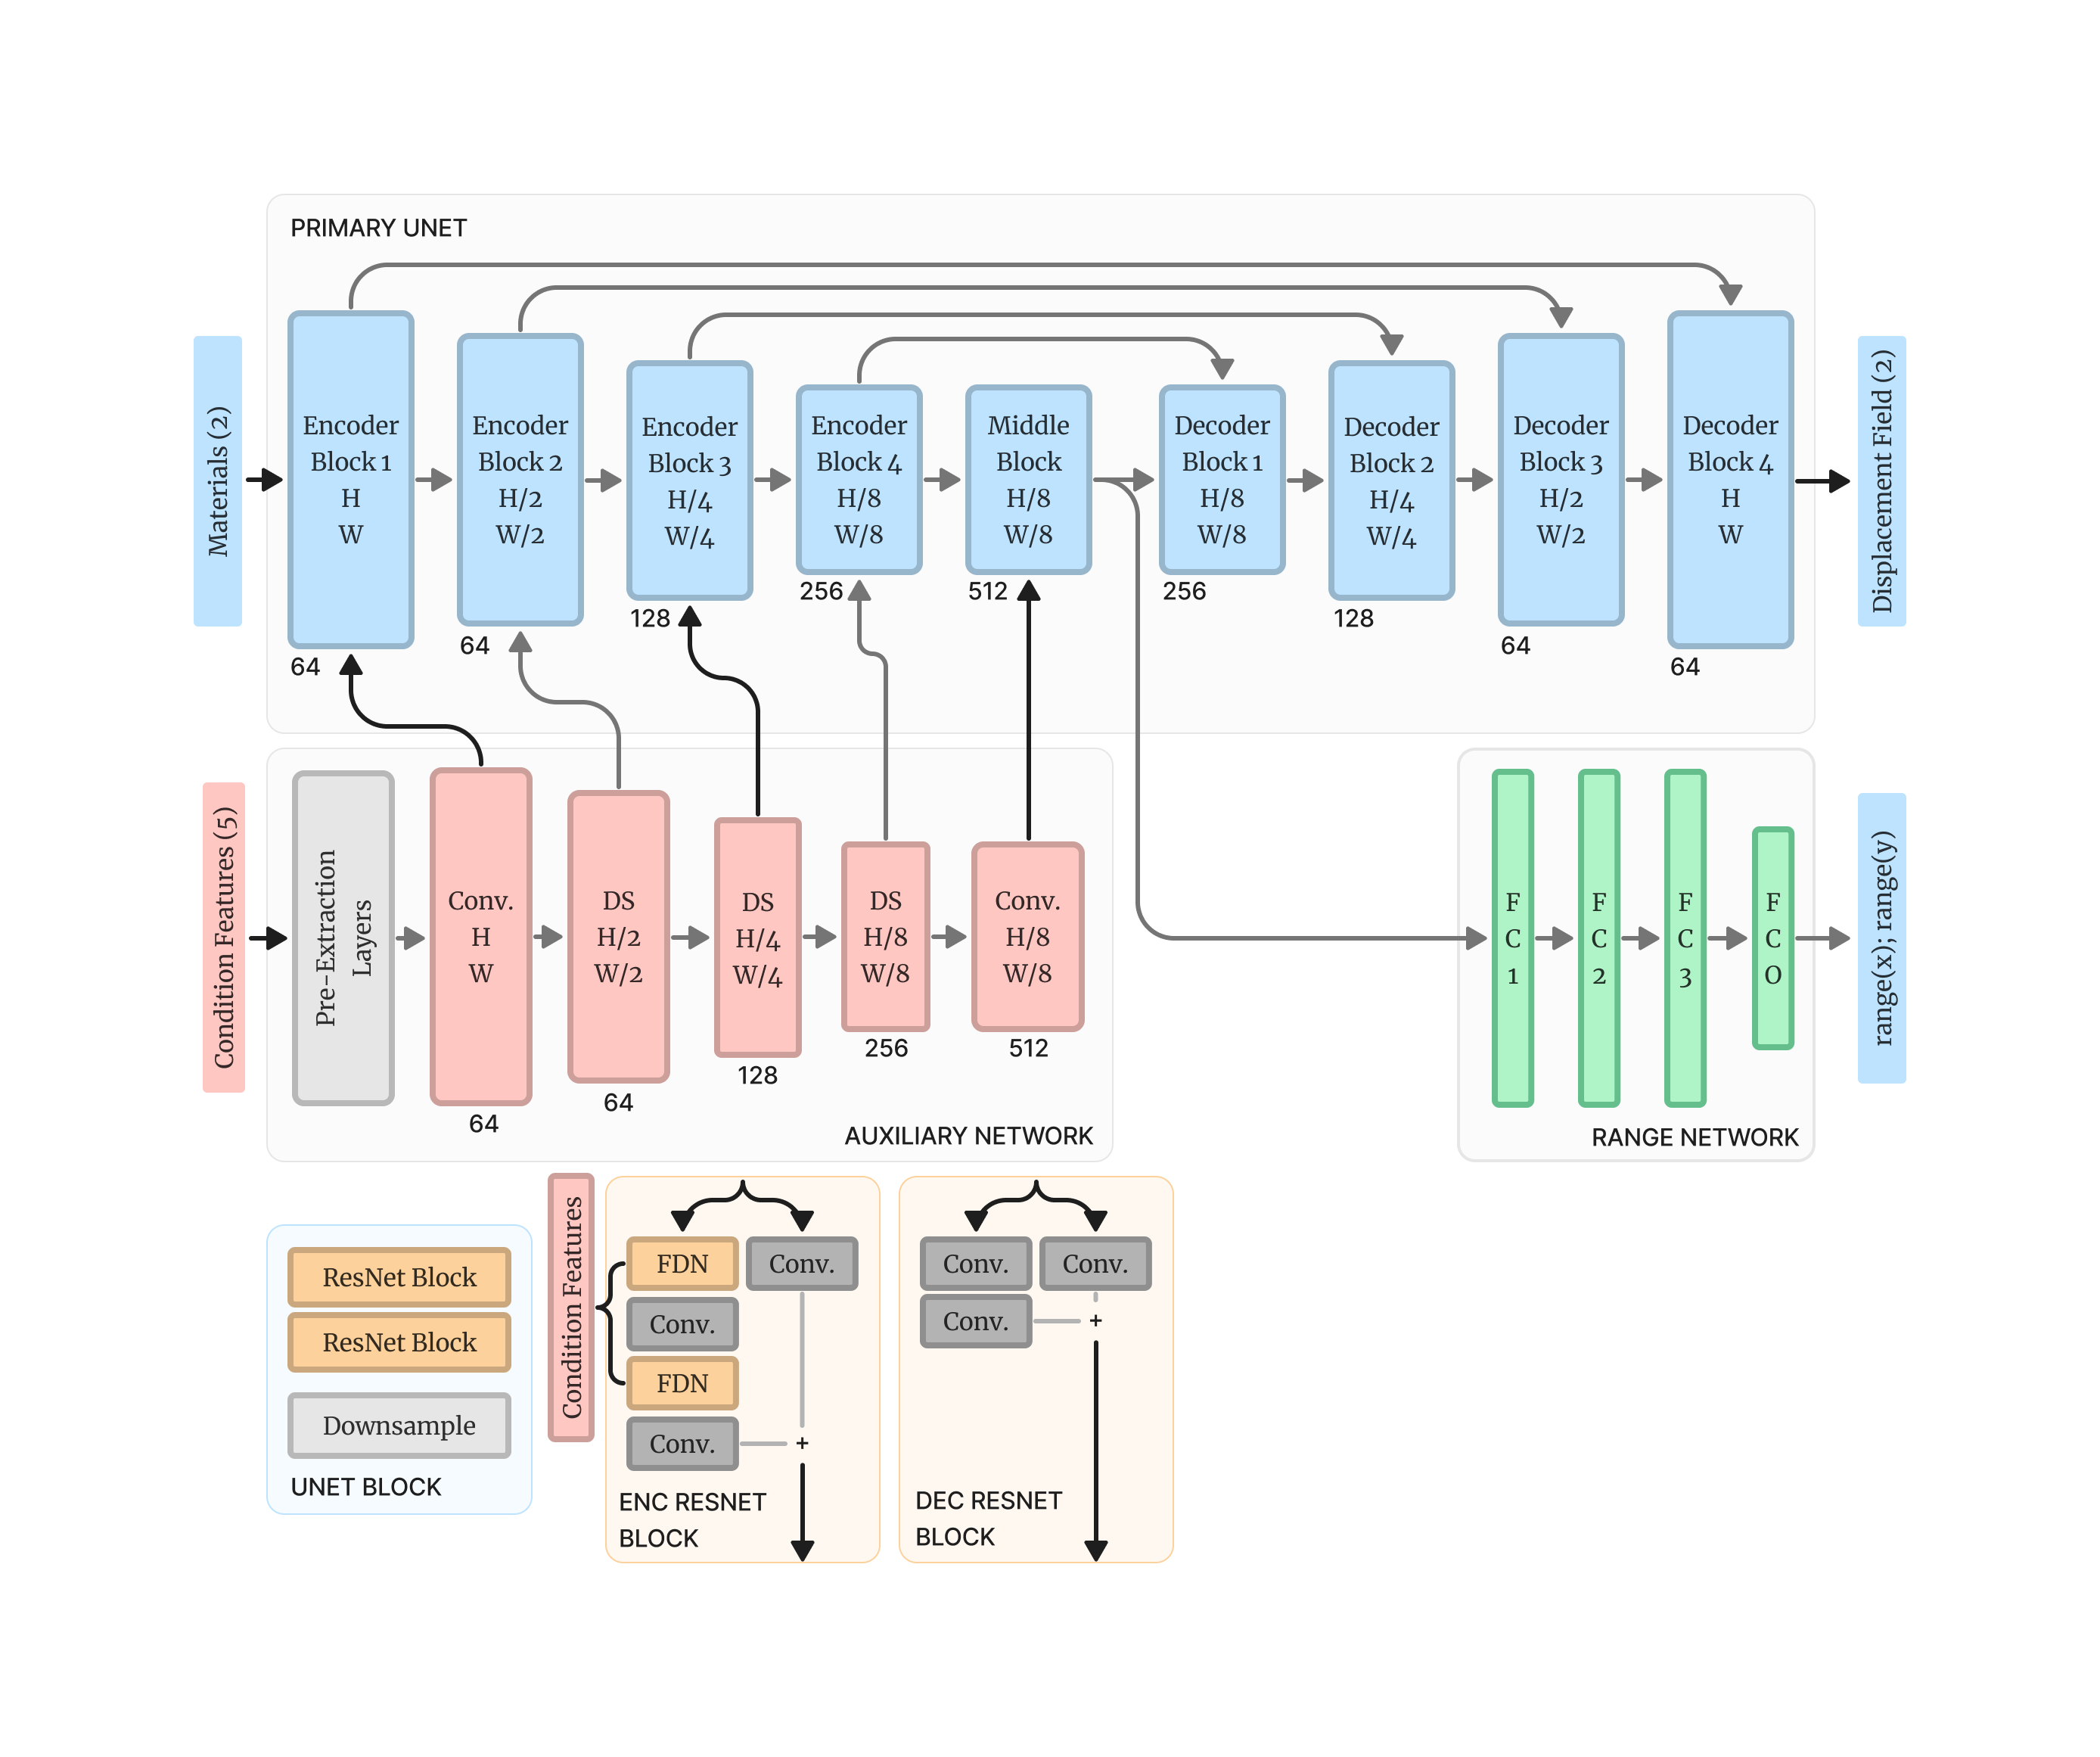 PRIMARY UNET
Materials (2)
Encoder
Block 1
H
W
64
Encoder
Block 2
H/2
W/2
64
Encoder
Block 3
H/4
W/4
128
Encoder
Block 4
H/8
W/8
256
Middle
Block
H/8
W/8
512
Decoder
Block 1
H/8
W/8
256
Decoder
Block 2
H/4
W/4
128
Decoder
Block 3
H/2
W/2
64
Decoder
Block 4
H
W
64
Displacement Field (2)
Condition Features (5)
Pre-Extraction
Layers
Conv.
H
W
64
DS
H/2
W/2
64
DS
H/4
W/4
128
DS
H/8
W/8
256
Conv.
H/8
W/8
512
AUXILIARY NETWORK
F
C
1
F
C
2
F
C
3
F
C
O
RANGE NETWORK
range(x); range(y)
ResNet Block
ResNet Block
Downsample
UNET BLOCK
Condition Features
FDN
Conv.
Conv.
FDN
Conv.
+
ENC RESNET
BLOCK
Conv.
Conv.
Conv.
+
DEC RESNET
BLOCK